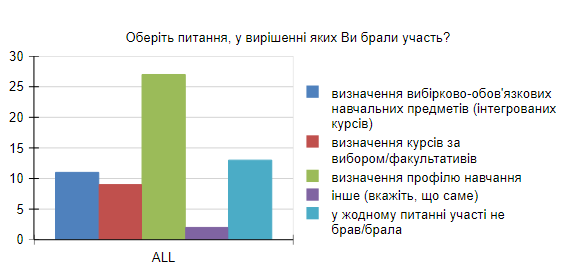 Оберіть питання, у вирішенні яких Ви брали участь?
30
25
20
15
10
5
0
ALL
визначення вибірково-обов'язкових
навчальних предметів (інтегрованих
курсів)
визначення курсів за
вибором/факультативів
визначення профілю навчання
інше (вкажіть, що саме)
у жодному питанні участі не
брав/брала